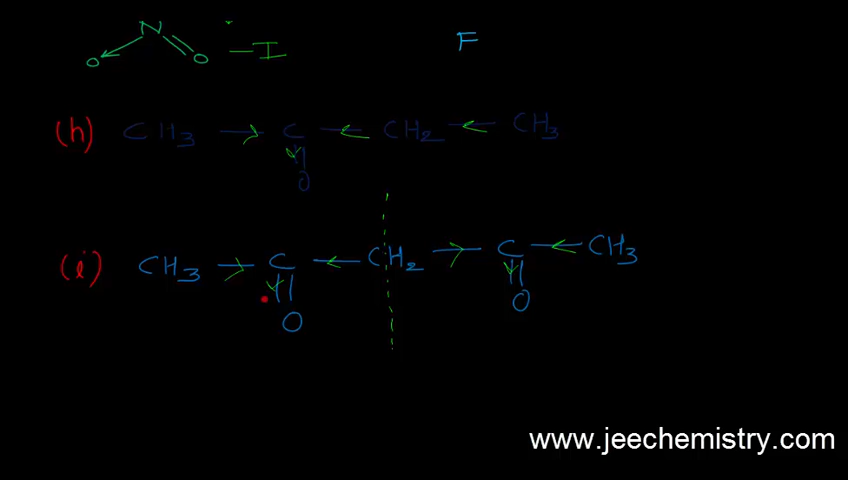 N
O O -I F
(h) CH3 - C - CH2 - CH3
O
(i) CH3 - C - CH2 - C - CH3
O O
www.jeechemistry.com